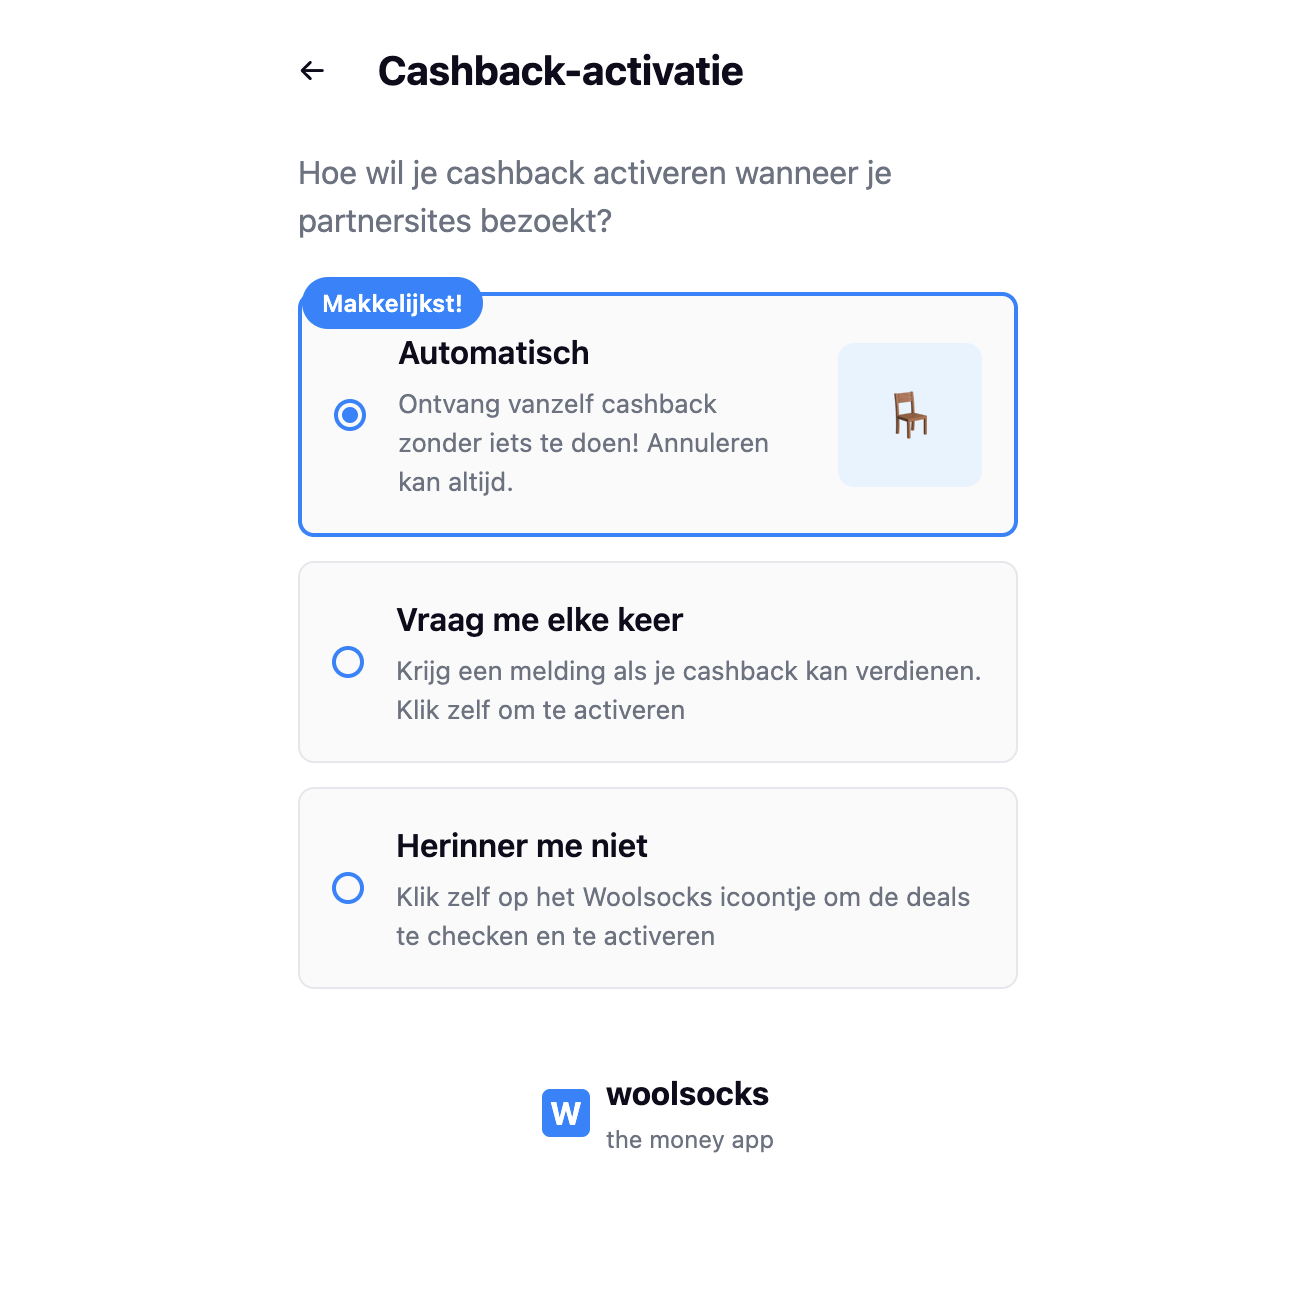 Cashback-activatie
Hoe wil je cashback activeren wanneer je
partnersites bezoekt?
Makkelijkst!
Automatisch
Ontvang vanzelf cashback
zonder iets te doen! Annuleren
kan altijd.
Vraag me elke keer
Krijg een melding als je cashback kan verdienen.
Klik zelf om te activeren
Herinner me niet
Klik zelf op het Woolsocks icoontje om de deals
te checken en te activeren
W
woolsocks
the money app